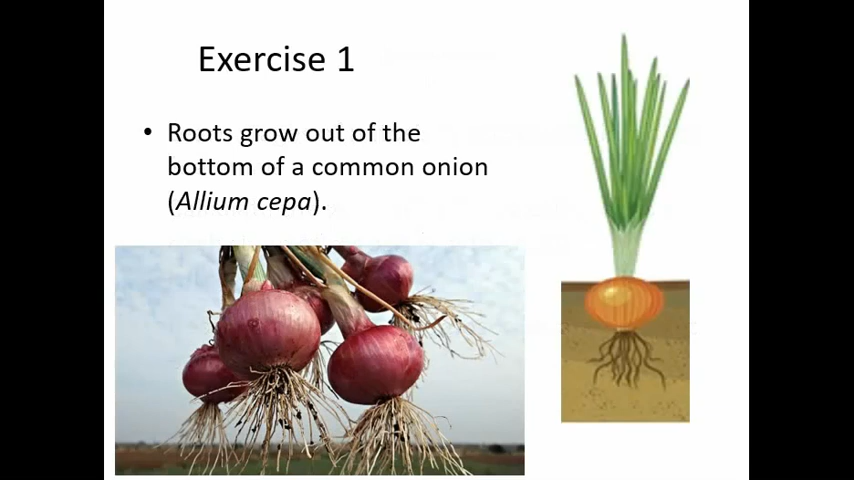 Exercise 1
• Roots grow out of the
bottom of a common onion
(Allium cepa).